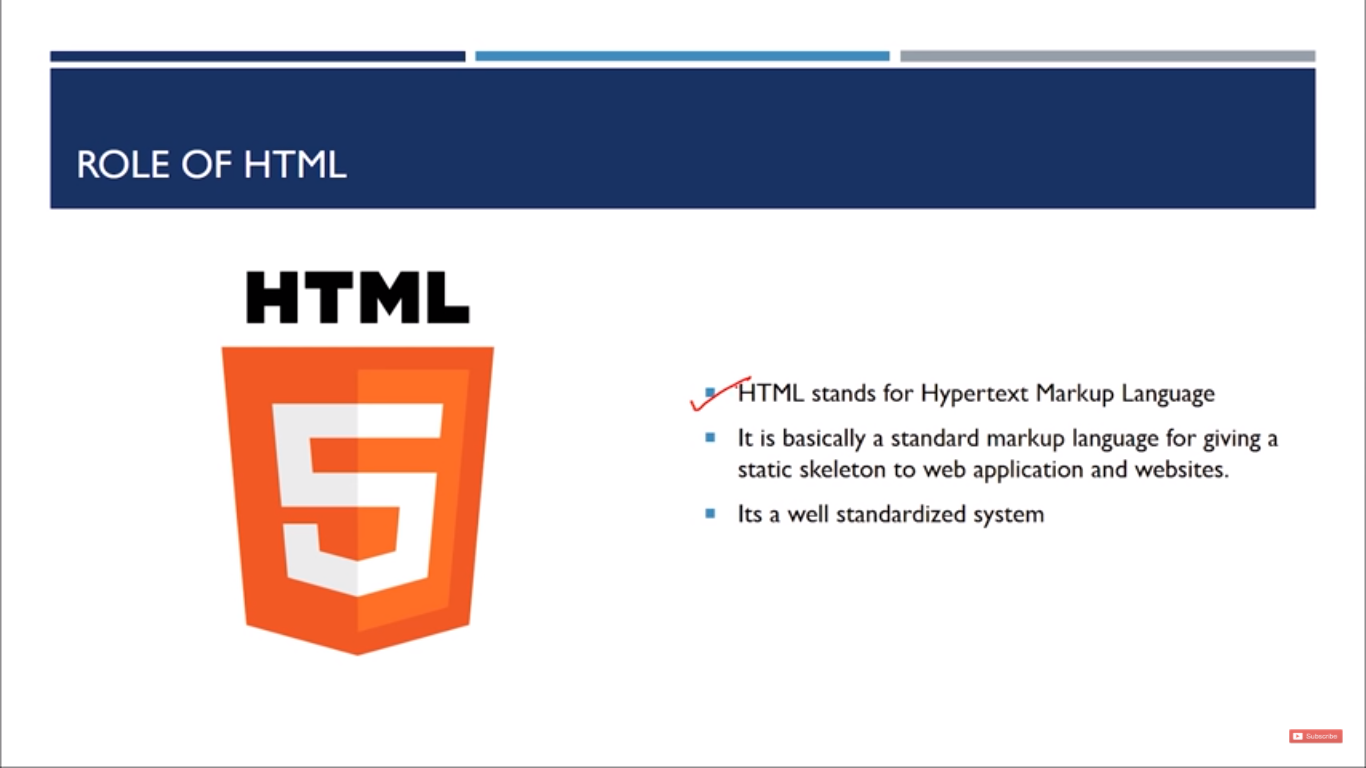 ROLE OF HTML
HTML
5
HTML stands for Hypertext Markup Language
It is basically a standard markup language for giving a
static skeleton to web application and websites.
Its a well standardized system
Subscribe